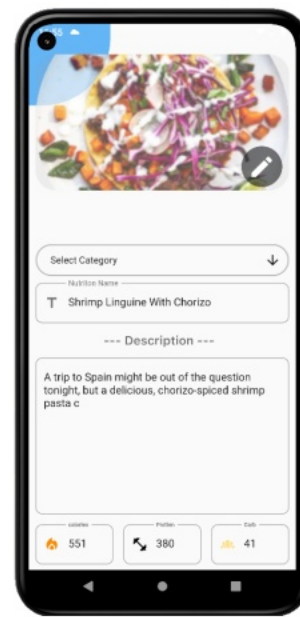 Select Category
Nutrition Name
Shrimp Linguine With Chorizo
--- Description ---
A trip to Spain might be out of the question
tonight, but a delicious, chorizo-spiced shrimp
pasta c
calories
Carb
551
380
41